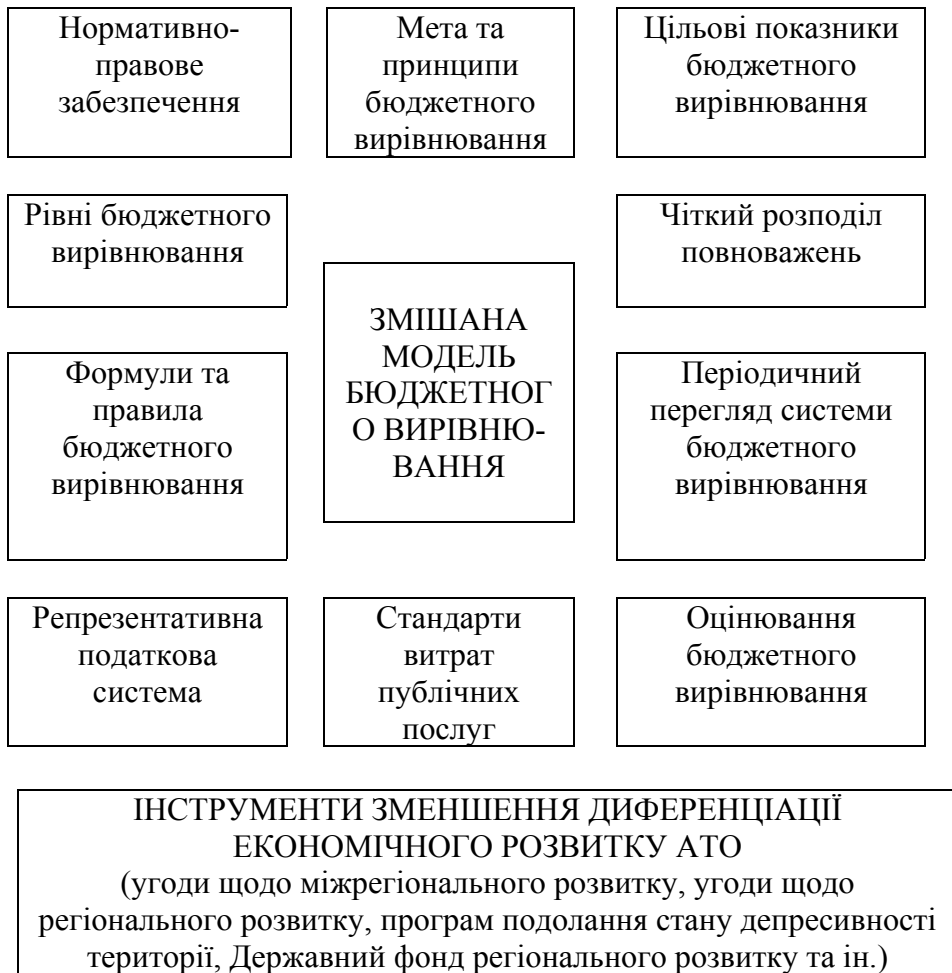 Нормативно-
правове
забезпечення
Мета та
принципи
бюджетного
вирівнювання
Цільові показники
бюджетного
вирівнювання
Рівні бюджетного
вирівнювання
Чіткий розподіл
повноважень
ЗМІШАНА
МОДЕЛЬ
БЮДЖЕТНОГ
О ВИРІВНЮ-
ВАННЯ
Формули та
правила
бюджетного
вирівнювання
Періодичний
перегляд системи
бюджетного
вирівнювання
Репрезентативна
податкова
система
Стандарти
витрат
публічних
послуг
Оцінювання
бюджетного
вирівнювання
ІНСТРУМЕНТИ ЗМЕНШЕННЯ ДИФЕРЕНЦІАЦІЇ
ЕКОНОМІЧНОГО РОЗВИТКУ АТО
(угоди щодо міжрегіонального розвитку, угоди щодо
регіонального розвитку, програм подолання стану депресивності
території, Державний фонд регіонального розвитку та ін.)